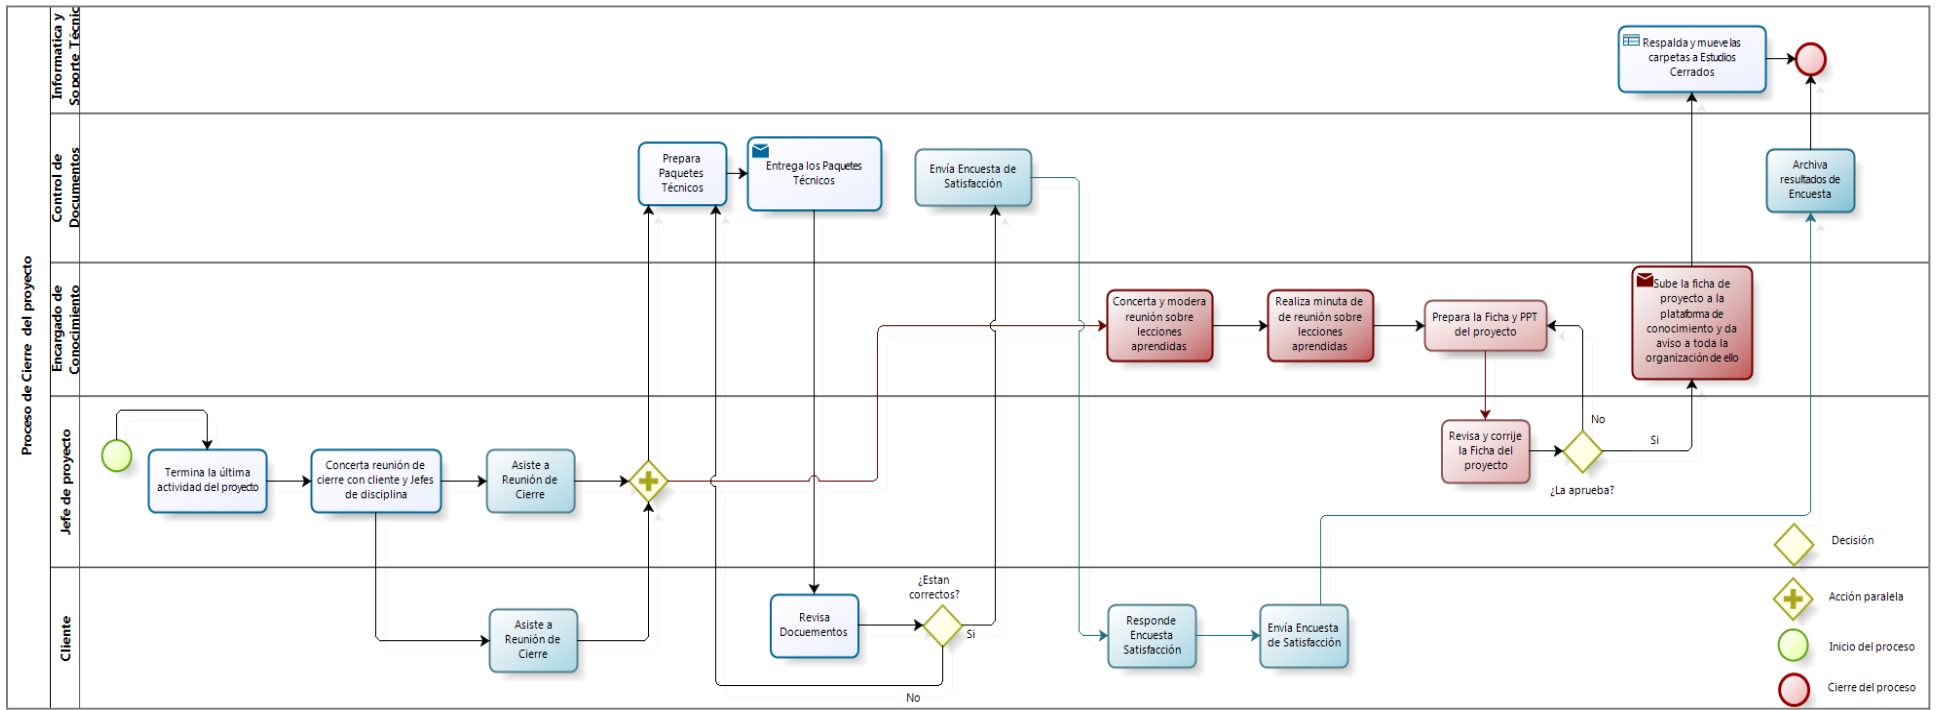 Proceso de Cierre del proyecto
Informatica y
Soporte Técnic
Respalda y muevelas
carpetas a Estudios
Cerrados
Control de
Documentos
Prepara
Paquetes
Técnicos
Entrega los Paquetes
Técnicos
Envía Encuesta de
Satisfacción
Archiva
resultados de
Encuesta
Encargado de
Conocimiento
Concerta y modera
reunión sobre
lecciones
aprendidas
Realiza minuta de
de reunión sobre
lecciones
aprendidas
Prepara la Ficha y PPT
del proyecto
Sube la ficha de
proyecto a la
plataforma de
conocimiento y da
aviso a toda la
organización de ello
Jefe de proyecto
Termina la última
actividad del proyecto
Concerta reunión de
cierre con cliente y Jefes
de disciplina
Asiste a
Reunión de
Cierre
Revisa y corrije
la Ficha del
proyecto
No
Si
¿La aprueba?
Cliente
Asiste a
Reunión de
Cierre
Revisa
Documentos
¿Estan
correctos?
Si
No
Responde
Encuesta
Satisfacción
Envía Encuesta
de Satisfacción
Decisión
Acción paralela
Inicio del proceso
Cierre del proceso